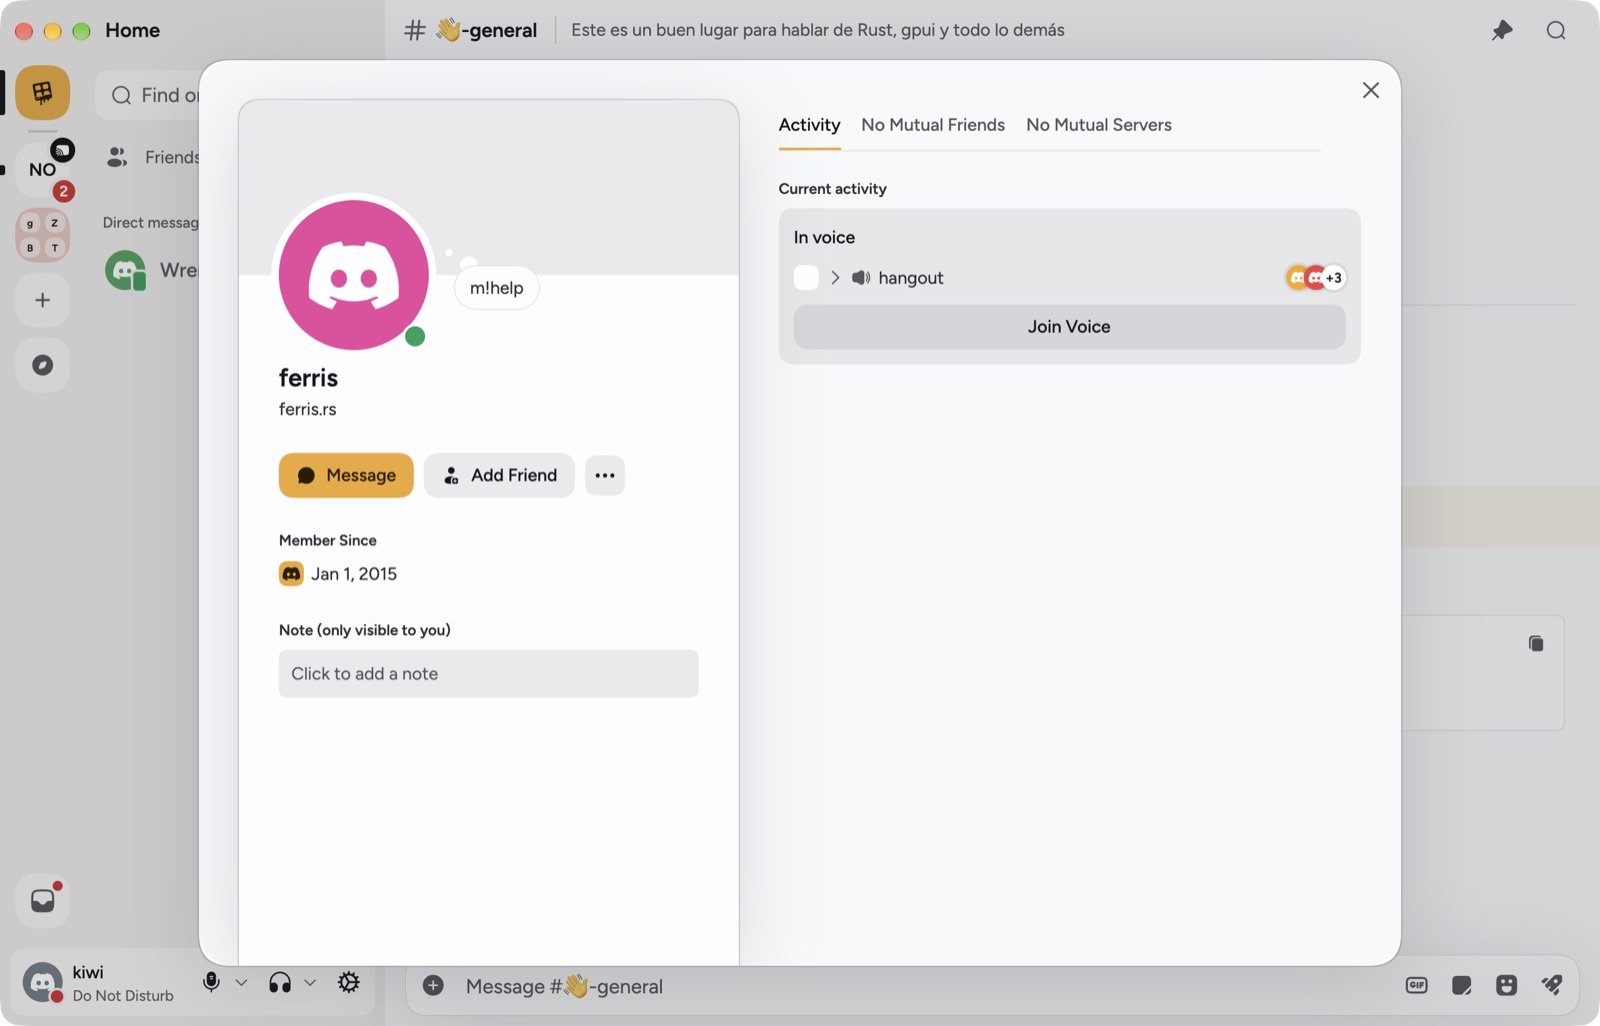 Home
# 👋-general
Este es un buen lugar para hablar de Rust, gpui y todo lo demás
Find or
NO
2
Friends
g Z
B T
Direct messag
Wre
kiwi
Do Not Disturb
m!help
ferris
ferris.rs
Message
Add Friend
Member Since
Jan 1, 2015
Note (only visible to you)
Click to add a note
Activity
No Mutual Friends
No Mutual Servers
Current activity
In voice
hangout
+3
Join Voice
Message #👋-general
GIF